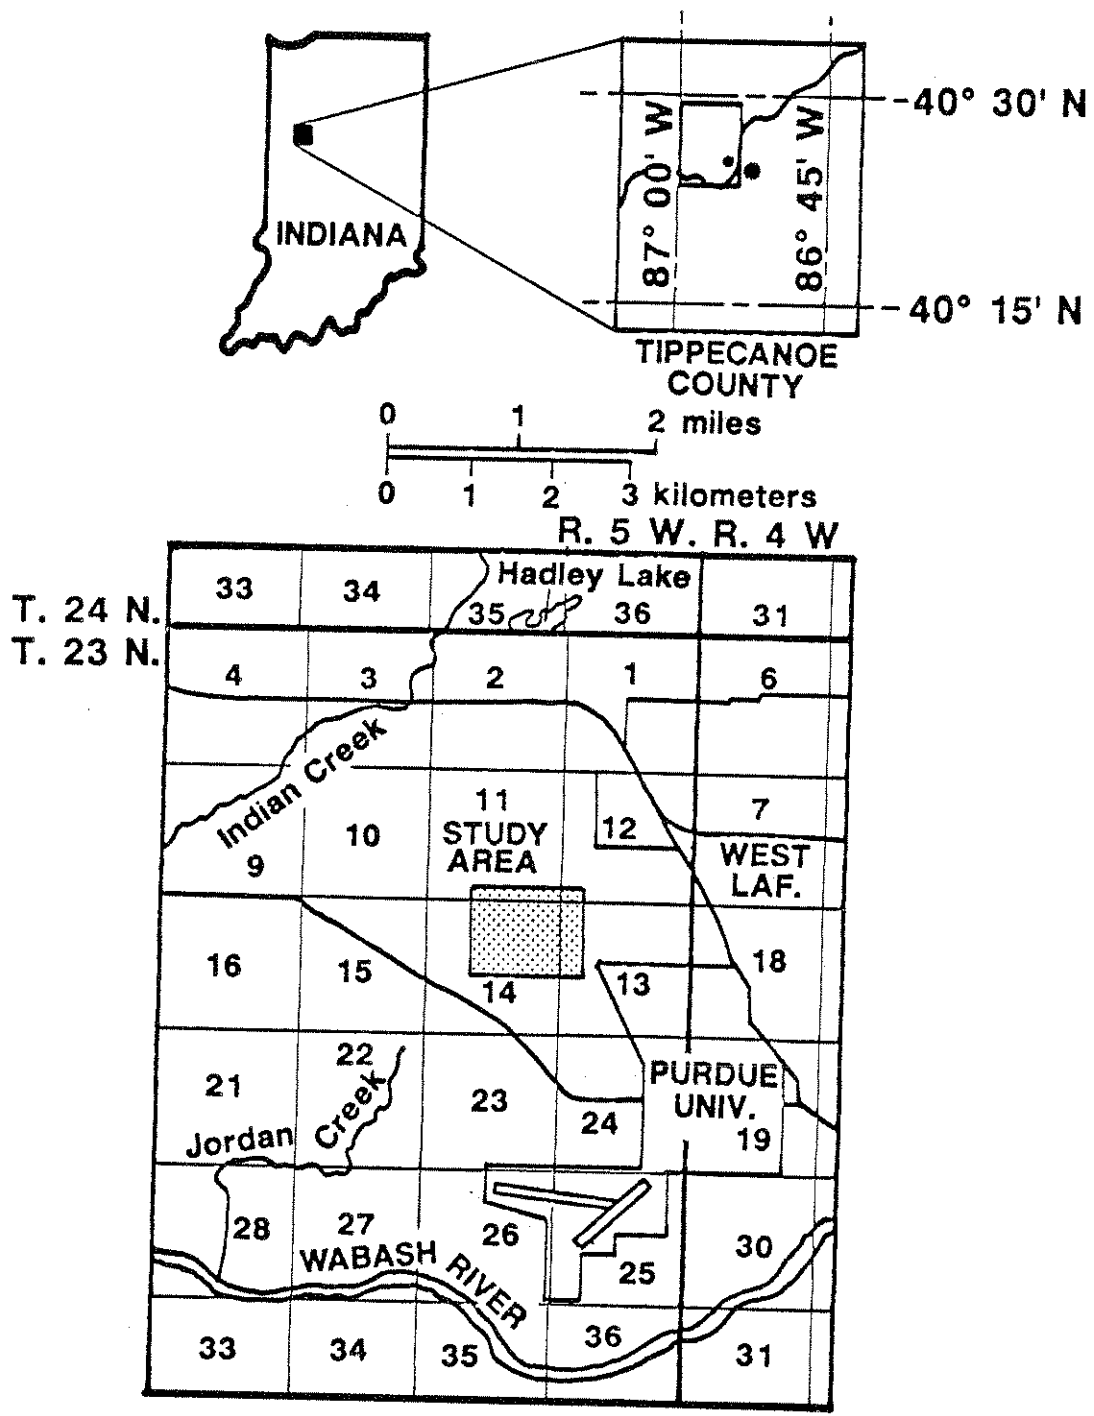 INDIANA
87° 00' W
86° 45' W
-40° 30' N
-40° 15' N
TIPPECANOE
COUNTY
0 1 2 miles
0 1 2 3 kilometers
R. 5 W. R. 4 W
T. 24 N.
T. 23 N.
33 34 35 Hadley Lake 36 31
4 3 2 1 6
Indian Creek
9 10 11 12 7
STUDY
AREA
WEST
LAF.
16 15 14 13 18
21 22 23 24 19
PURDUE
UNIV.
Jordan Creek
28 27 26 25 30
WABASH RIVER
33 34 35 36 31